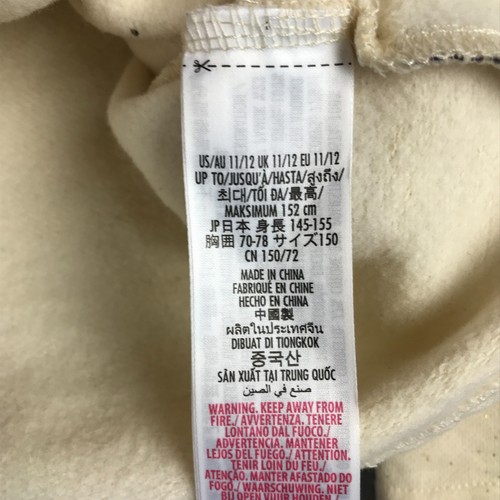 US/AU 11/12 UK 11/12 EU 11/12
UP TO/JUSQU'À/HASTA/สูงถึง/
최대/TỐI ĐA/最高/
MAKSIMUM 152 cm
JP日本 身長 145-155
胸囲 70-78 サイズ150
CN 150/72
MADE IN CHINA
FABRIQUÉ EN CHINE
HECHO EN CHINA
中國製
ผลิตในประเทศจีน
DIBUAT DI TIONGKOK
중국산
SẢN XUẤT TẠI TRUNG QUỐC
صنع في الصين
WARNING. KEEP AWAY FROM
FIRE./ AVVERTENZA. TENERE
LONTANO DAL FUOCO./
ADVERTENCIA. MANTENER
LEJOS DEL FUEGO./ ATTENTION.
TENIR LOIN DU FEU./
ATENÇÃO. MANTER AFASTADO DO
FOGO./ WAARSCHUWING. NIET
BIJ OPEN VUUR HOUDEN./